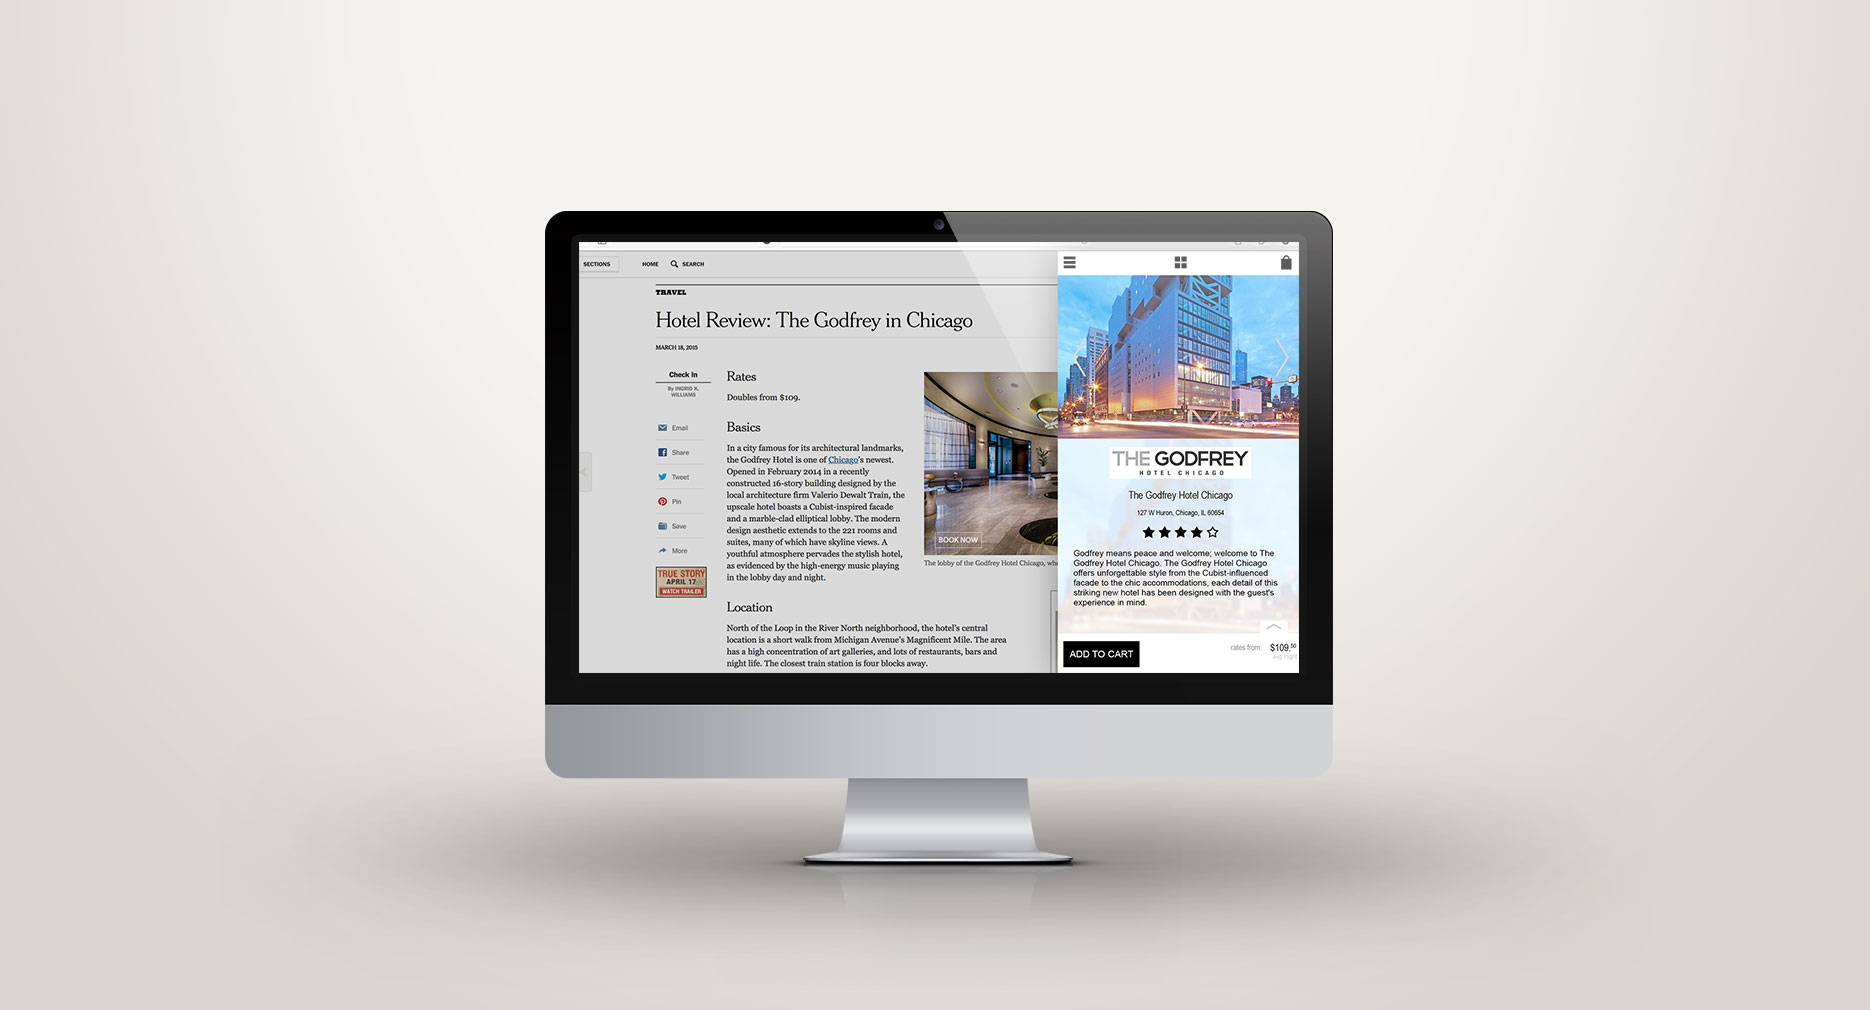 SECTIONS
HOME
SEARCH
TRAVEL
Hotel Review: The Godfrey in Chicago
MARCH 18, 2015
Check In
By INGRID K.
WILLIAMS
Email
Share
Tweet
Pin
Save
More
TRUE STORY
APRIL 17
WATCH TRAILER
Rates
Doubles from $109.
Basics
In a city famous for its architectural landmarks,
the Godfrey Hotel is one of Chicago's newest.
Opened in February 2014 in a recently
constructed 16-story building designed by the
local architecture firm Valerio Dewalt Train, the
upscale hotel boasts a Cubist-inspired facade
and a marble-clad elliptical lobby. The modern
design aesthetic extends to the 221 rooms and
suites, many of which have skyline views. A
youthful atmosphere pervades the stylish hotel,
as evidenced by the high-energy music playing
in the lobby day and night.
Location
North of the Loop in the River North neighborhood, the hotel's central
location is a short walk from Michigan Avenue's Magnificent Mile. The area
has a high concentration of art galleries, and lots of restaurants, bars and
night life. The closest train station is four blocks away.
BOOK NOW
The lobby of the Godfrey Hotel Chicago,
THE GODFREY
HOTEL CHICAGO
The Godfrey Hotel Chicago
127 W Huron, Chicago, IL 60654
Godfrey means peace and welcome; welcome to The
Godfrey Hotel Chicago. The Godfrey Hotel Chicago
offers unforgettable style from the Cubist-influenced
facade to the chic accommodations, each detail of this
striking new hotel has been designed with the guest's
experience in mind.
ADD TO CART
rates from: $109.50
avg /night